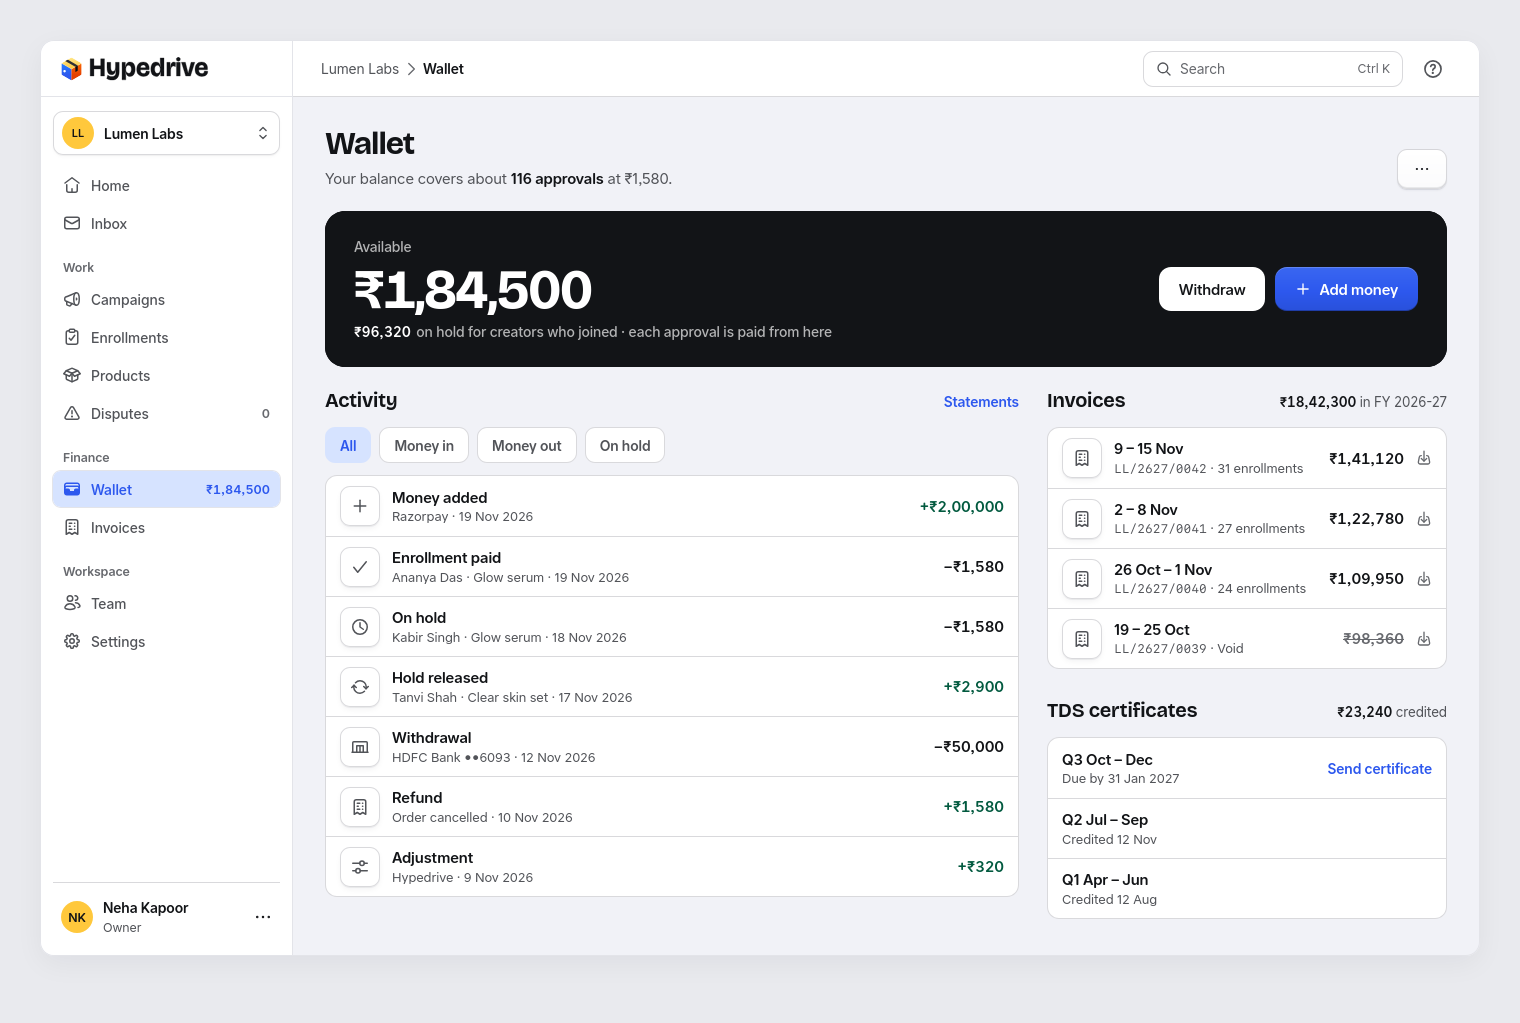 Hypedrive
Lumen Labs > Wallet
Search
Ctrl K
LL
Lumen Labs
Home
Inbox
Work
Campaigns
Enrollments
Products
Disputes 0
Finance
Wallet ₹1,84,500
Invoices
Workspace
Team
Settings
NK
Neha Kapoor
Owner
Wallet
Your balance covers about 116 approvals at ₹1,580.
Available
₹1,84,500
₹96,320 on hold for creators who joined · each approval is paid from here
Withdraw
Add money
Activity
Statements
All
Money in
Money out
On hold
Money added
Razorpay · 19 Nov 2026
+₹2,00,000
Enrollment paid
Ananya Das · Glow serum · 19 Nov 2026
−₹1,580
On hold
Kabir Singh · Glow serum · 18 Nov 2026
−₹1,580
Hold released
Tanvi Shah · Clear skin set · 17 Nov 2026
+₹2,900
Withdrawal
HDFC Bank ••6093 · 12 Nov 2026
−₹50,000
Refund
Order cancelled · 10 Nov 2026
+₹1,580
Adjustment
Hypedrive · 9 Nov 2026
+₹320
Invoices
₹18,42,300 in FY 2026-27
9 – 15 Nov
LL/2627/0042 · 31 enrollments
₹1,41,120
2 – 8 Nov
LL/2627/0041 · 27 enrollments
₹1,22,780
26 Oct – 1 Nov
LL/2627/0040 · 24 enrollments
₹1,09,950
19 – 25 Oct
LL/2627/0039 · Void
₹98,360
TDS certificates
₹23,240 credited
Q3 Oct – Dec
Due by 31 Jan 2027
Send certificate
Q2 Jul – Sep
Credited 12 Nov
Q1 Apr – Jun
Credited 12 Aug